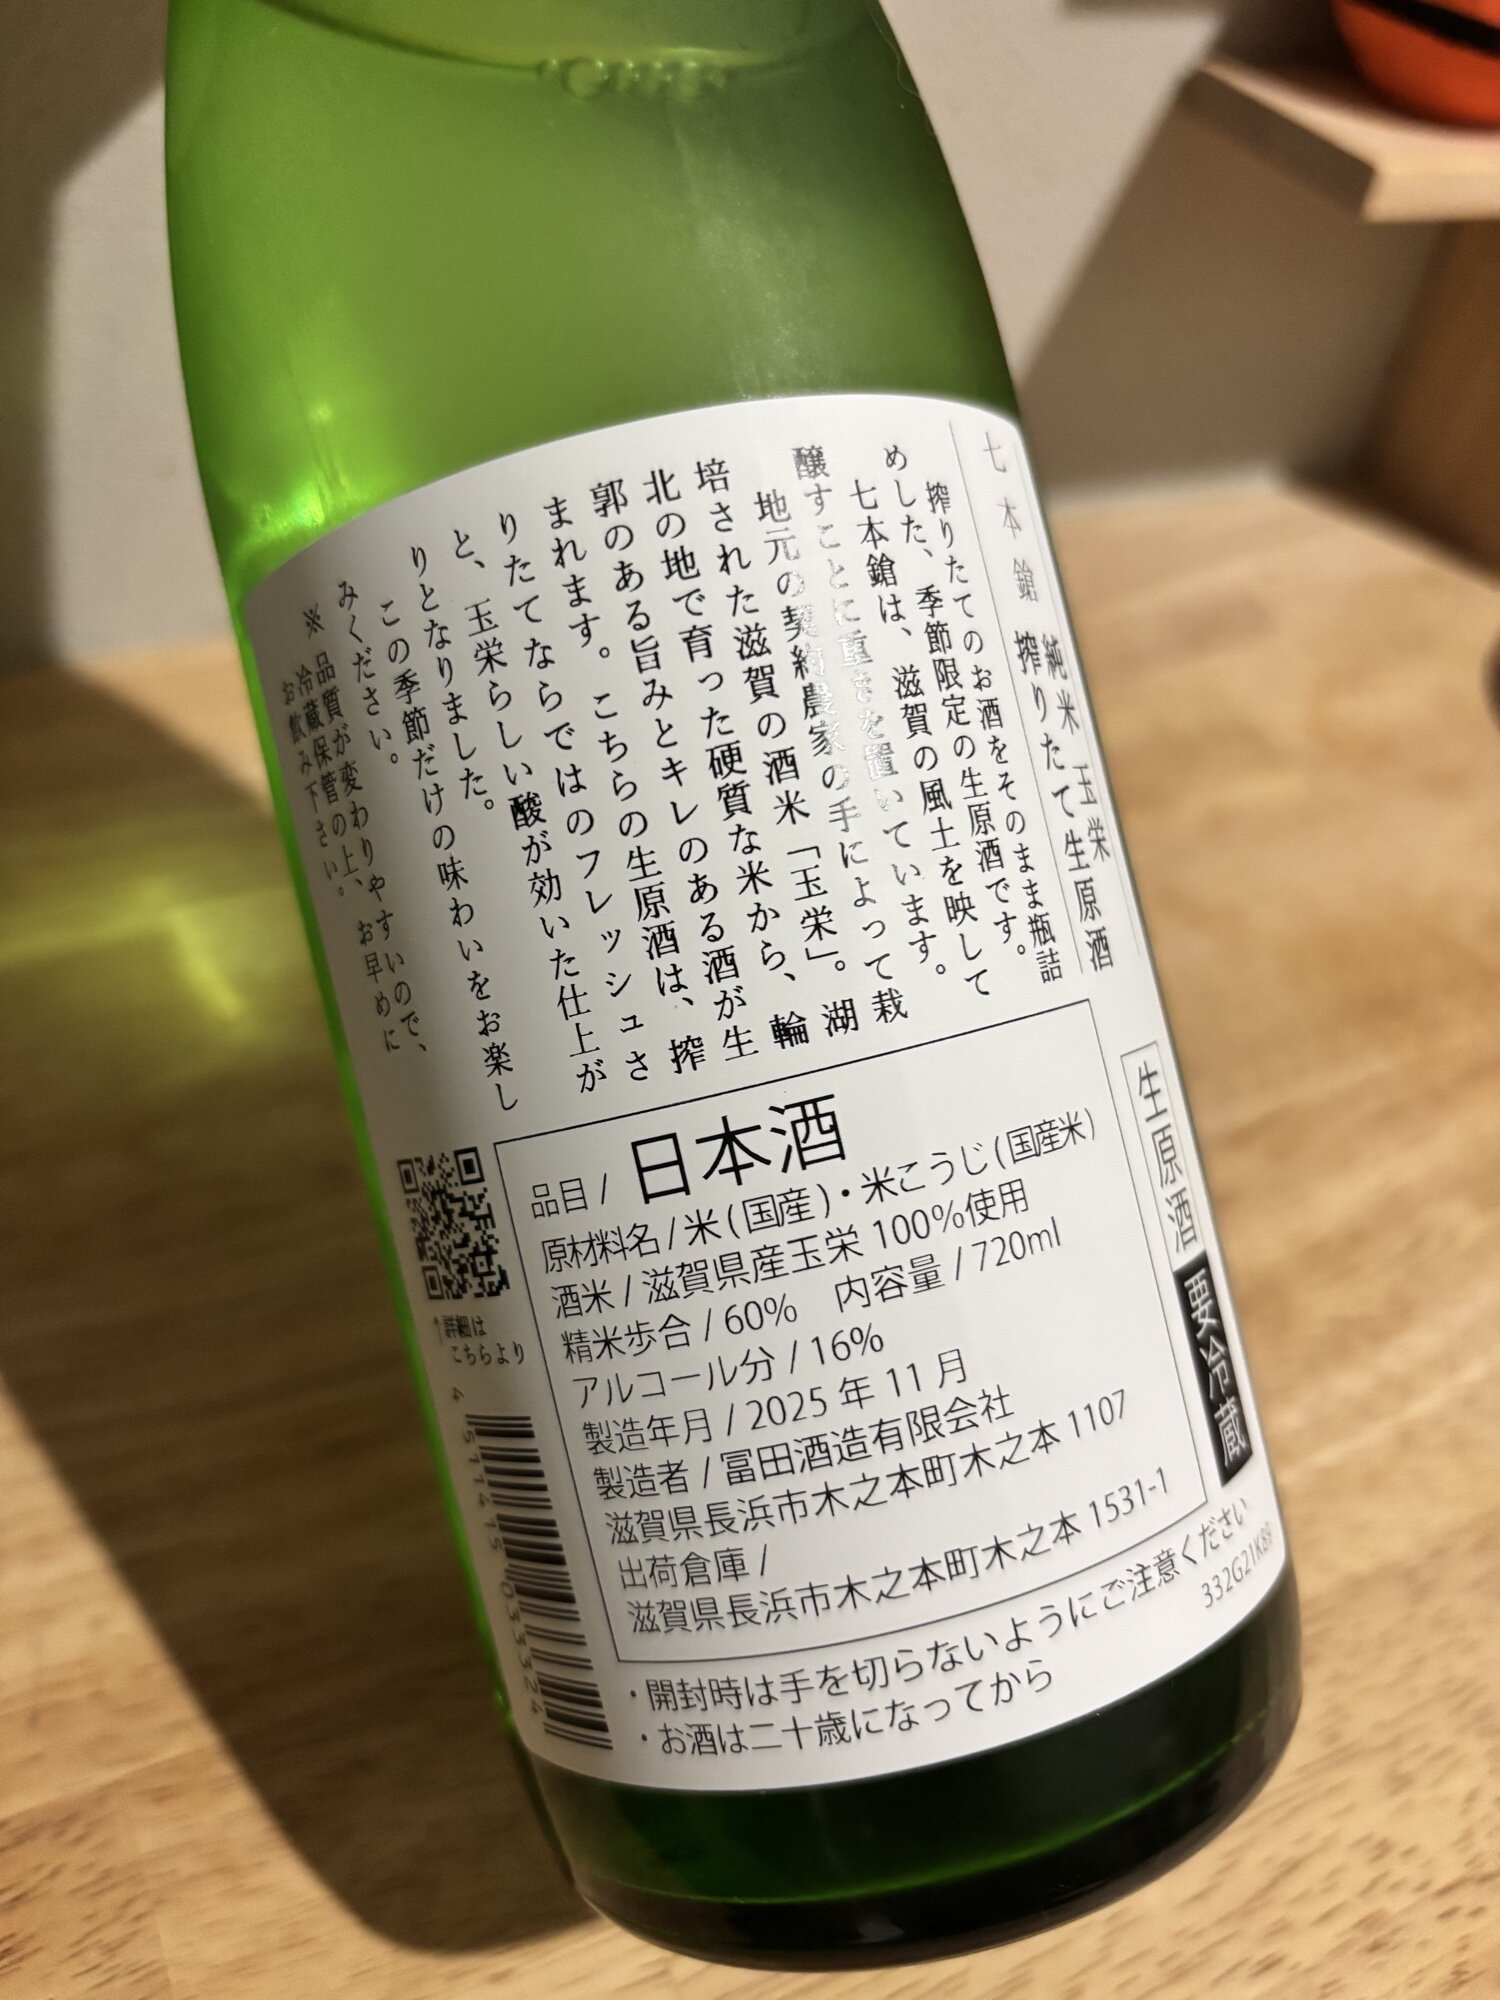 七本鎗
純米 玉栄
搾りたて生原酒
搾りたてのお酒をそのまま瓶詰
めした、季節限定の生原酒です。
七本鎗は、滋賀の風土を映して
醸すことに重きを置いています。
地元の契約農家の手によって栽
培された滋賀の酒米「玉栄」。湖
北の地で育った硬質な米から、輪
郭のある旨みとキレのある酒が生
まれます。こちらの生原酒は、搾
りたてならではのフレッシュさ
と、玉栄らしい酸が効いた仕上が
りとなりました。
この季節だけの味わいをお楽し
みください。
※品質が変わりやすいので、
冷蔵保管の上、お早めに
お飲み下さい。
生原酒
要冷蔵
品目 / 日本酒
原材料名 / 米 (国産)・米こうじ (国産米)
酒米 / 滋賀県産玉栄 100%使用
精米歩合 / 60% 内容量 / 720ml
アルコール分 / 16%
製造年月 / 2025 年 11 月
製造者 / 冨田酒造有限会社
滋賀県長浜市木之本町木之本 1107
出荷倉庫 /
滋賀県長浜市木之本町木之本 1531-1
↑詳細は
こちらより
4 511415 033324
・開封時は手を切らないようにご注意ください
・お酒は二十歳になってから
332G21K89